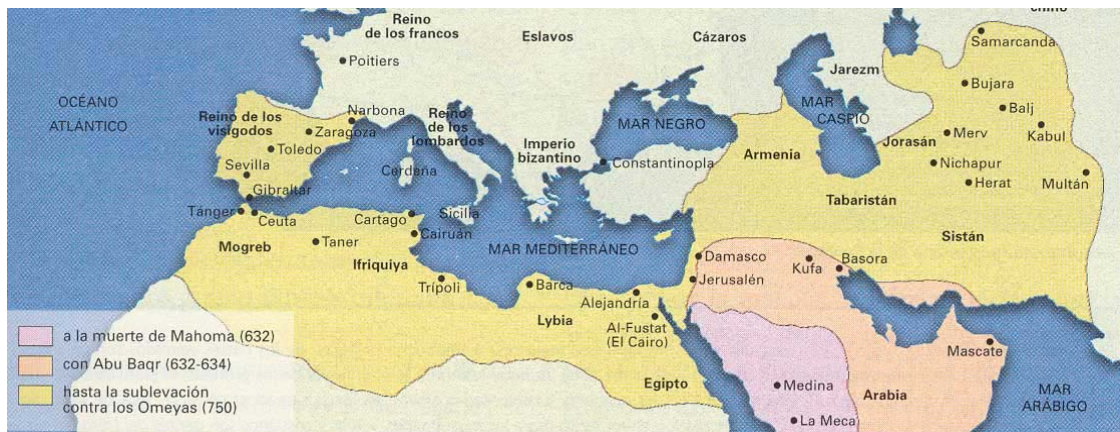 chino
Reino
de los francos
Eslavos
Cázaros
Samarcanda
Poitiers
Jarezm
Bujara
OCÉANO
ATLÁNTICO
MAR
CASPIO
Balj
Narbona
Reino de los
visigodos
Zaragoza
Reino
de los
lombardos
MAR NEGRO
Kabul
Merv
Jorasán
Toledo
Imperio
bizantino
Armenia
Sevilla
Cerdeña
Constantinopla
Nichapur
Multán
Herat
Gibraltar
Tabaristán
Tánger
Ceuta
Cartago
Sicilia
Cairuán
Sistán
Mogreb
Taner
MAR MEDITERRÁNEO
Ifriquiya
Damasco
Kufa
Basora
Trípoli
Barca
Jerusalén
Alejandría
Lybia
Al-Fustat
(El Cairo)
a la muerte de Mahoma (632)
con Abu Baqr (632-634)
hasta la sublevación
contra los Omeyas (750)
Mascate
Egipto
Medina
Arabia
MAR
ARÁBIGO
La Meca